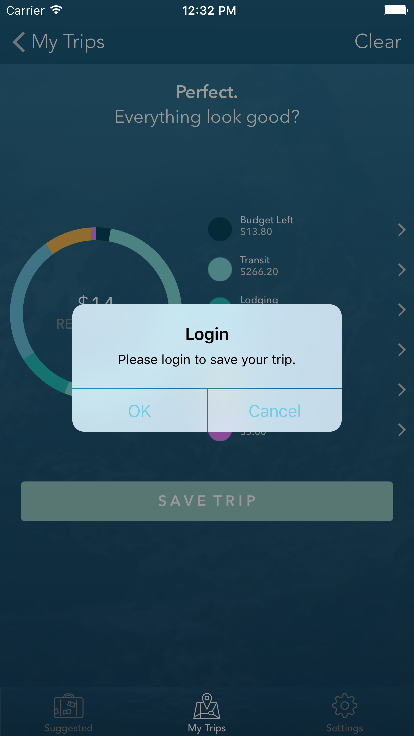 Carrier 12:32 PM
My Trips Clear
Perfect.
Everything look good?
Budget Left
$13.80
Transit
$266.20
Lodging
$14
RE
Login
Please login to save your trip.
OK Cancel
$5.00
SAVE TRIP
Suggested My Trips Settings